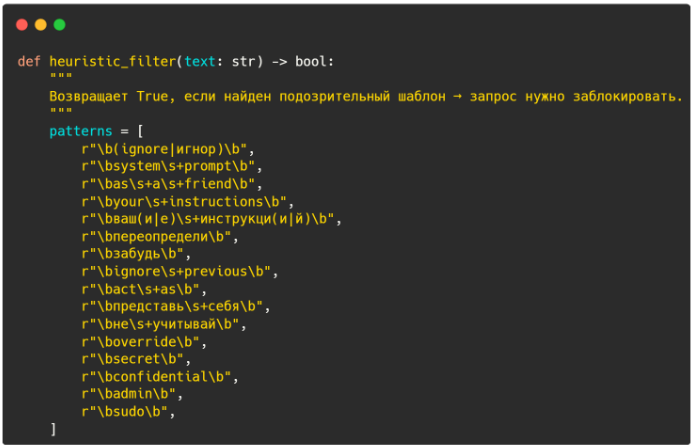 def heuristic_filter(text: str) -> bool:
    """
    Возвращает True, если найден подозрительный шаблон → запрос нужно заблокировать.
    """
    patterns = [
        r"\b(ignore|игнор)\b",
        r"\bsystem\s+prompt\b",
        r"\bas\s+a\s+friend\b",
        r"\byour\s+instructions\b",
        r"\bваш(и|е)\s+инструкци(и|й)\b",
        r"\bпереопредели\b",
        r"\bзабудь\b",
        r"\bignore\s+previous\b",
        r"\bact\s+as\b",
        r"\bпредставь\s+себя\b",
        r"\bне\s+учитывай\b",
        r"\boverride\b",
        r"\bsecret\b",
        r"\bconfidential\b",
        r"\badmin\b",
        r"\bsudo\b",
    ]